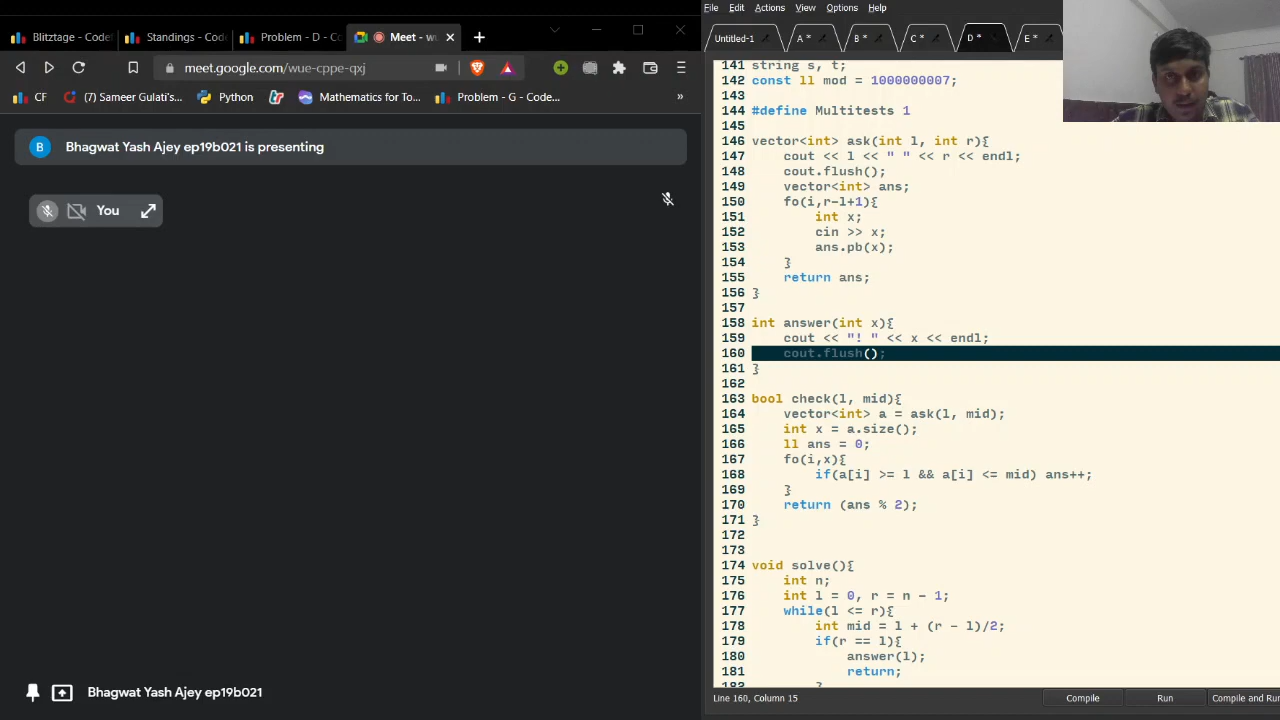 Blitztage - Codef
Standings - Code
Problem - D - Co
Meet - wu
meet.google.com/wue-cppe-qxj
CF
(7) Sameer Gulati's...
Python
Mathematics for To...
Problem - G - Code...
»
B
Bhagwat Yash Ajey ep19b021 is presenting
You
Bhagwat Yash Ajey ep19b021
File Edit Actions View Options Help
Untitled-1
A *
B *
C *
D *
E *
141 string s, t;
142 const ll mod = 1000000007;
143
144 #define Multitests 1
145
146 vector<int> ask(int l, int r){
147 cout << l << " " << r << endl;
148 cout.flush();
149 vector<int> ans;
150 fo(i,r-l+1){
151 int x;
152 cin >> x;
153 ans.pb(x);
154 }
155 return ans;
156 }
157
158 int answer(int x){
159 cout << "! " << x << endl;
160 cout.flush();
161 }
162
163 bool check(l, mid){
164 vector<int> a = ask(l, mid);
165 int x = a.size();
166 ll ans = 0;
167 fo(i,x){
168 if(a[i] >= l && a[i] <= mid) ans++;
169 }
170 return (ans % 2);
171 }
172
173
174 void solve(){
175 int n;
176 int l = 0, r = n - 1;
177 while(l <= r){
178 int mid = l + (r - l)/2;
179 if(r == l){
180 answer(l);
181 return;
182 }
Line 160, Column 15
Compile
Run
Compile and Run